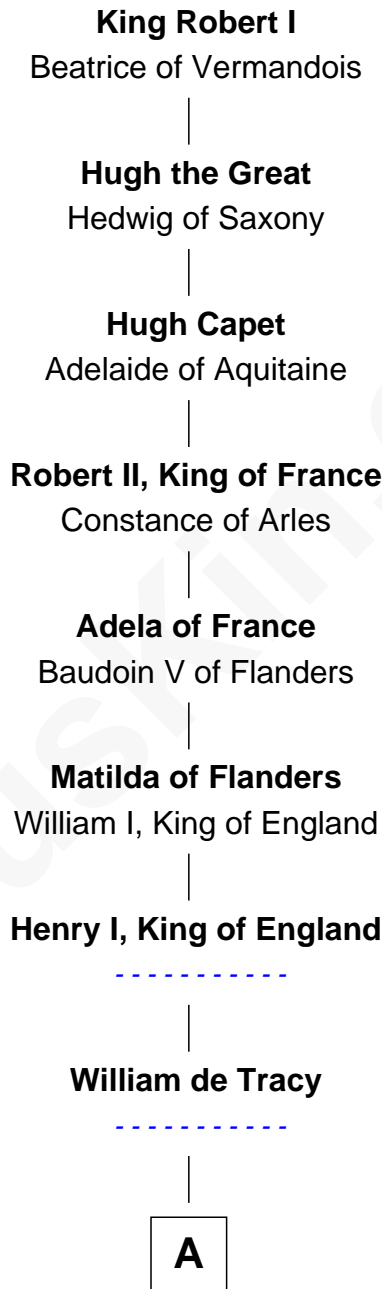 King Robert I
Beatrice of Vermandois
Hugh the Great
Hedwig of Saxony
Hugh Capet
Adelaide of Aquitaine
Robert II, King of France
Constance of Arles
Adela of France
Baudoin V of Flanders
Matilda of Flanders
William I, King of England
Henry I, King of England
- - - - - - - - - - -
William de Tracy
- - - - - - - - - - -
A